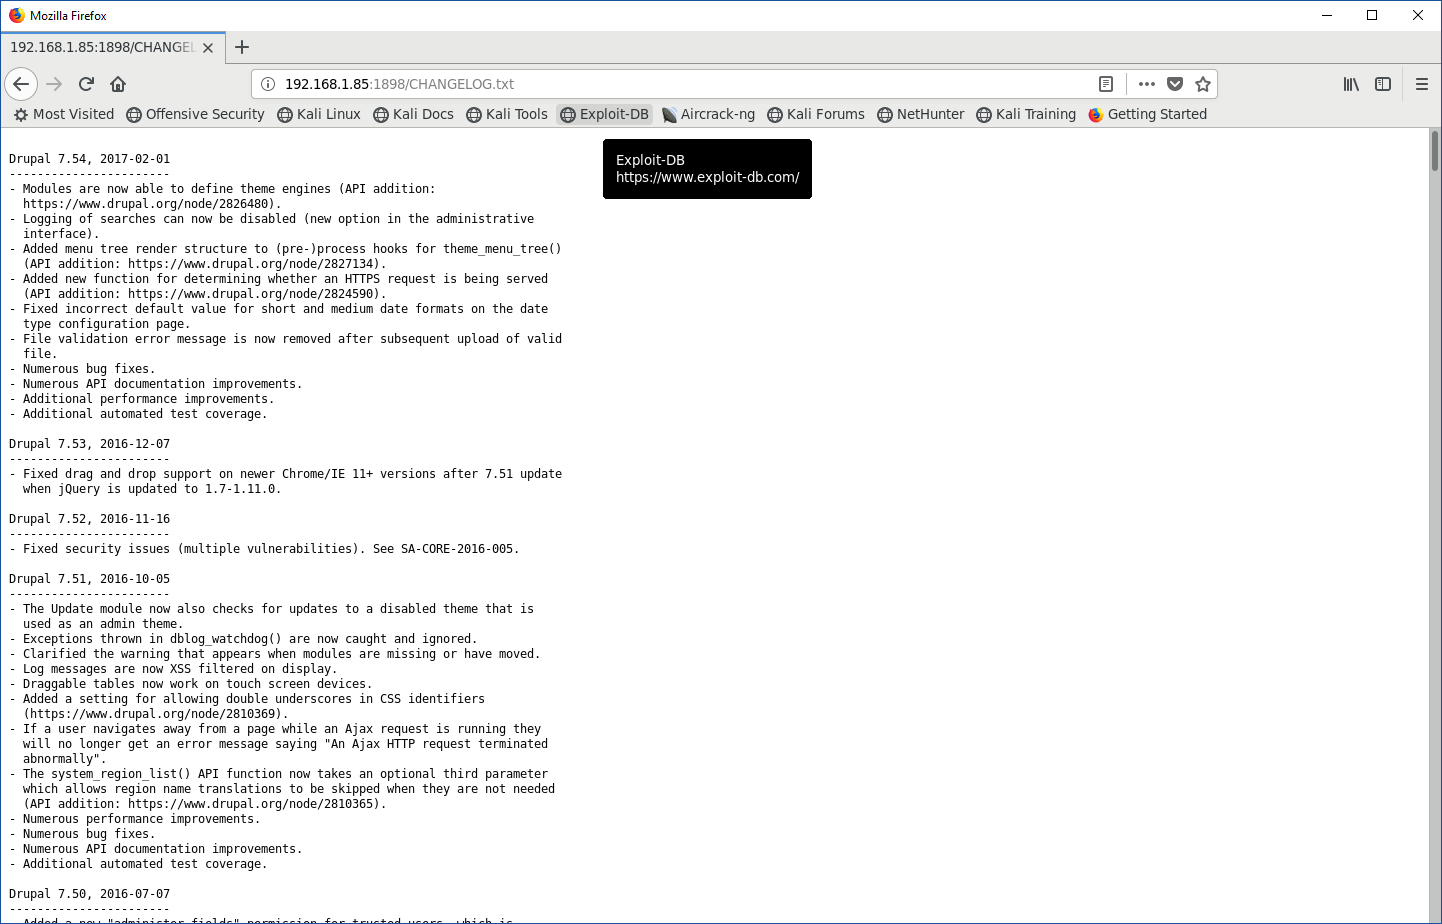 Mozilla Firefox
192.168.1.85:1898/CHANGEL
192.168.1.85:1898/CHANGELOG.txt
Most Visited Offensive Security Kali Linux Kali Docs Kali Tools Exploit-DB Aircrack-ng Kali Forums NetHunter Kali Training Getting Started
Exploit-DB
https://www.exploit-db.com/
Drupal 7.54, 2017-02-01
-----------------------
- Modules are now able to define theme engines (API addition:
  https://www.drupal.org/node/2826480).
- Logging of searches can now be disabled (new option in the administrative
  interface).
- Added menu tree render structure to (pre-)process hooks for theme_menu_tree()
  (API addition: https://www.drupal.org/node/2827134).
- Added new function for determining whether an HTTPS request is being served
  (API addition: https://www.drupal.org/node/2824590).
- Fixed incorrect default value for short and medium date formats on the date
  type configuration page.
- File validation error message is now removed after subsequent upload of valid
  file.
- Numerous bug fixes.
- Numerous API documentation improvements.
- Additional performance improvements.
- Additional automated test coverage.
Drupal 7.53, 2016-12-07
-----------------------
- Fixed drag and drop support on newer Chrome/IE 11+ versions after 7.51 update
  when jQuery is updated to 1.7-1.11.0.
Drupal 7.52, 2016-11-16
-----------------------
- Fixed security issues (multiple vulnerabilities). See SA-CORE-2016-005.
Drupal 7.51, 2016-10-05
-----------------------
- The Update module now also checks for updates to a disabled theme that is
  used as an admin theme.
- Exceptions thrown in dblog_watchdog() are now caught and ignored.
- Clarified the warning that appears when modules are missing or have moved.
- Log messages are now XSS filtered on display.
- Draggable tables now work on touch screen devices.
- Added a setting for allowing double underscores in CSS identifiers
  (https://www.drupal.org/node/2810369).
- If a user navigates away from a page while an Ajax request is running they
  will no longer get an error message saying "An Ajax HTTP request terminated
  abnormally".
- The system_region_list() API function now takes an optional third parameter
  which allows region name translations to be skipped when they are not needed
  (API addition: https://www.drupal.org/node/2810365).
- Numerous performance improvements.
- Numerous bug fixes.
- Numerous API documentation improvements.
- Additional automated test coverage.
Drupal 7.50, 2016-07-07
-----------------------
- Added a new "administer fields" permission for trusted users, which is